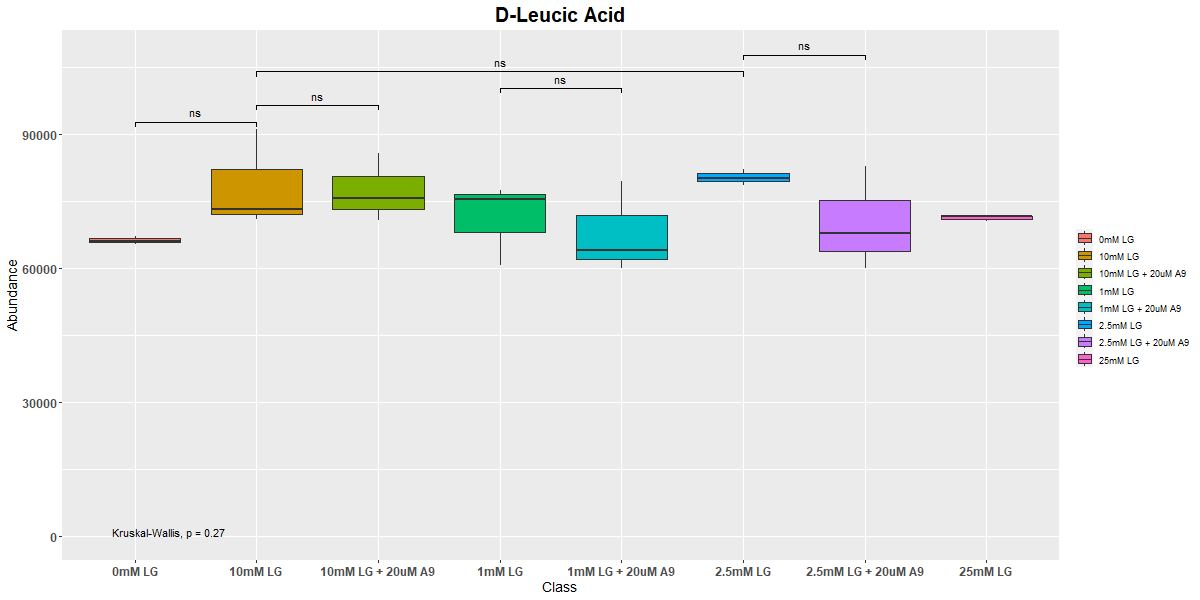 D-Leucic Acid
ns
ns
ns
ns
ns
90000
60000
30000
0
Abundance
Kruskal-Wallis, p = 0.27
0mM LG
10mM LG
10mM LG + 20uM A9
1mM LG
1mM LG + 20uM A9
2.5mM LG
2.5mM LG + 20uM A9
25mM LG
Class
0mM LG
10mM LG
10mM LG + 20uM A9
1mM LG
1mM LG + 20uM A9
2.5mM LG
2.5mM LG + 20uM A9
25mM LG